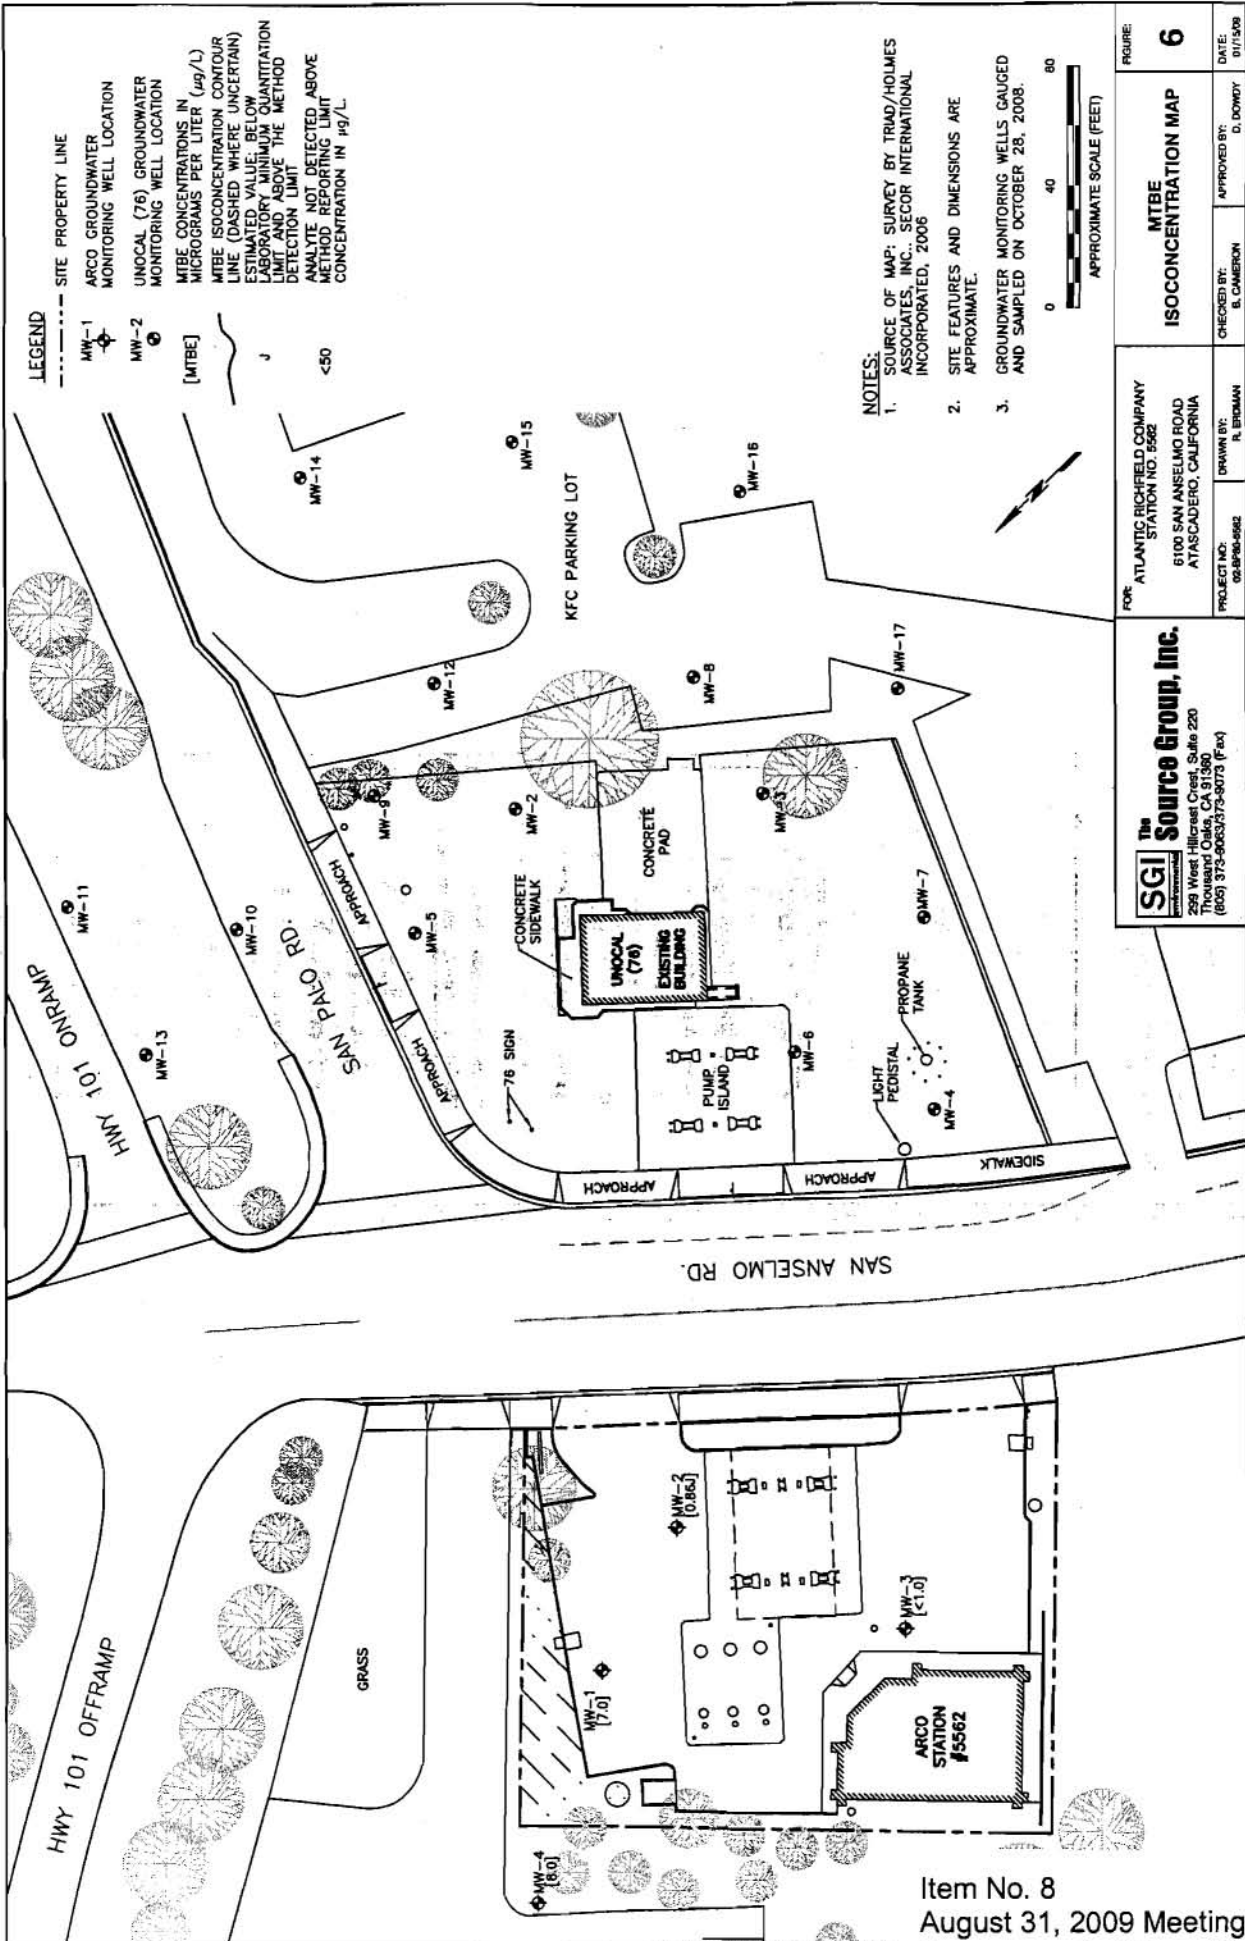 LEGEND
SITE PROPERTY LINE
MW-1
ARCO GROUNDWATER
MONITORING WELL LOCATION
MW-2
UNOCAL (76) GROUNDWATER
MONITORING WELL LOCATION
[MTBE]
MTBE CONCENTRATIONS IN
MICROGRAMS PER LITER (µg/L)
MTBE ISOCONCENTRATION CONTOUR
LINE (DASHED WHERE UNCERTAIN)
J
ESTIMATED VALUE: BELOW
LABORATORY MINIMUM QUANTITATION
LIMIT AND ABOVE THE METHOD
DETECTION LIMIT
<50
ANALYTE NOT DETECTED ABOVE
METHOD REPORTING LIMIT
CONCENTRATION IN µg/L.
NOTES:
1. SOURCE OF MAP: SURVEY BY TRIAD/HOLMES
ASSOCIATES, INC., SECOR INTERNATIONAL
INCORPORATED, 2006
2. SITE FEATURES AND DIMENSIONS ARE
APPROXIMATE.
3. GROUNDWATER MONITORING WELLS GAUGED
AND SAMPLED ON OCTOBER 28, 2008.
0 40 80
APPROXIMATE SCALE (FEET)
HWY 101 OFFRAMP
HWY 101 ONRAMP
SAN PALO RD.
SAN ANSELMO RD.
GRASS
MW-4
[8.0]
MW-1
[7.0]
MW-2
[0.86J]
MW-3
[<1.0]
ARCO
STATION
#5562
MW-13
MW-11
MW-10
MW-14
MW-15
MW-16
KFC PARKING LOT
MW-12
MW-8
MW-17
MW-9
MW-2
MW-5
MW-3
MW-7
MW-6
MW-4
APPROACH
APPROACH
APPROACH
APPROACH
SIDEWALK
76 SIGN
CONCRETE
SIDEWALK
CONCRETE
PAD
UNOCAL
(76)
EXISTING
BUILDING
PUMP
ISLAND
LIGHT
PEDISTAL
PROPANE
TANK
SGI
environmental
The
Source Group, Inc.
299 West Hillcrest Crest, Suite 220
Thousand Oaks, CA 91360
(805) 373-9063/373-9073 (Fax)
FOR:
ATLANTIC RICHFIELD COMPANY
STATION NO. 5562
6100 SAN ANSELMO ROAD
ATASCADERO, CALIFORNIA
PROJECT NO:
02-BP80-5562
DRAWN BY:
R. ERDMAN
CHECKED BY:
B. CAMERON
APPROVED BY:
D. DOWDY
DATE:
01/15/09
MTBE
ISOCONCENTRATION MAP
FIGURE:
6
Item No. 8
August 31, 2009 Meeting